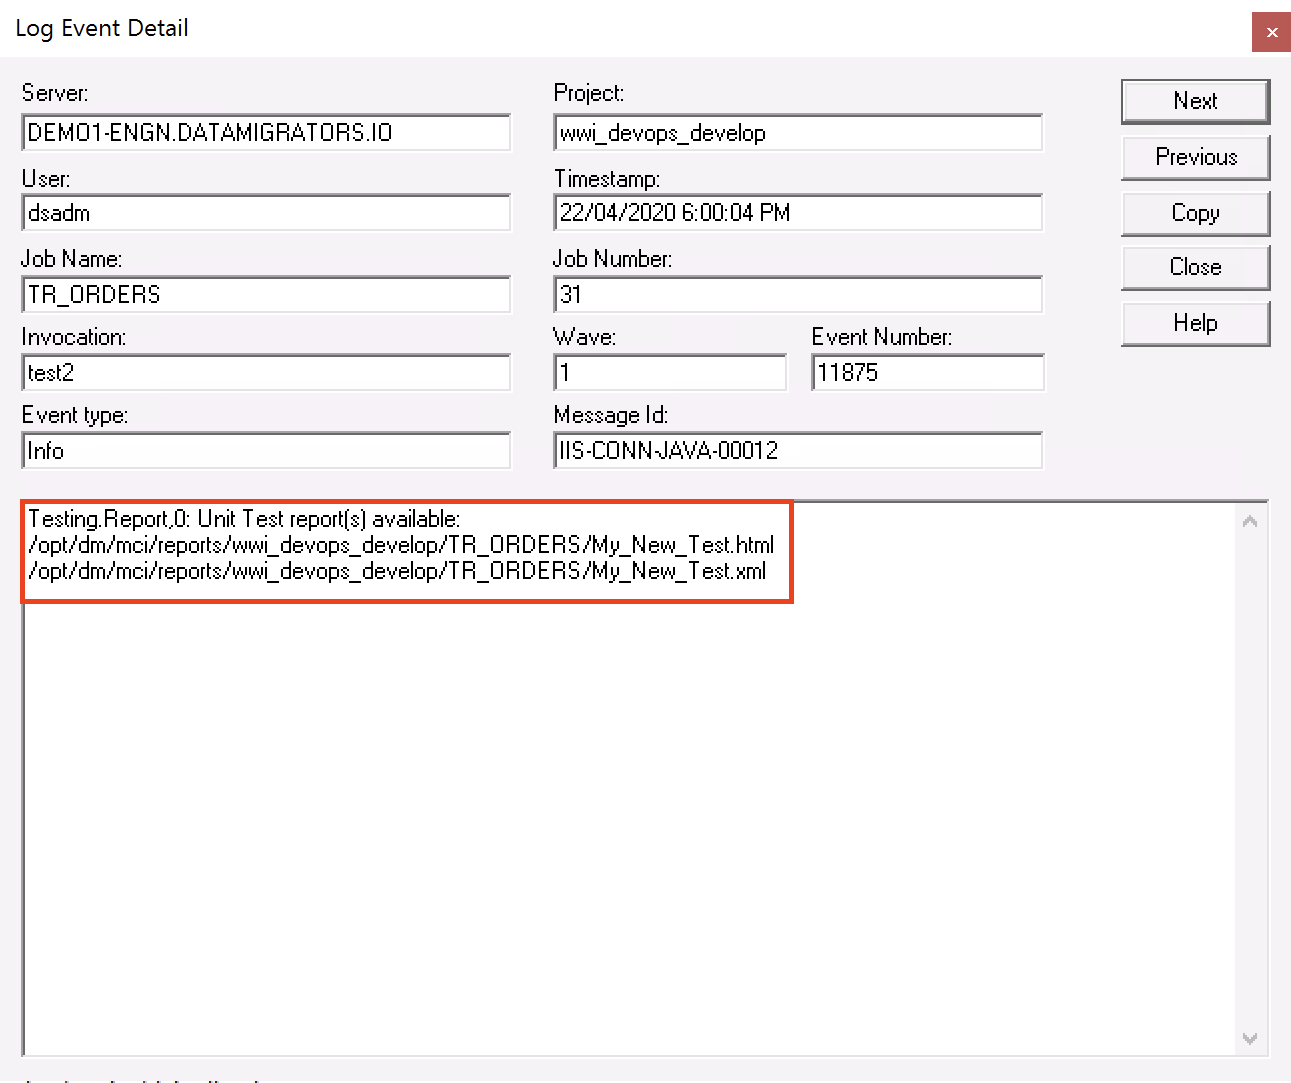 Log Event Detail
Server:
DEMO1-ENGN.DATAMIGRATORS.IO
Project:
wwi_devops_develop
User:
dsadm
Timestamp:
22/04/2020 6:00:04 PM
Job Name:
TR_ORDERS
Job Number:
31
Invocation:
test2
Wave:
1
Event Number:
11875
Event type:
Info
Message Id:
IIS-CONN-JAVA-00012
Next
Previous
Copy
Close
Help
Testing.Report,0: Unit Test report(s) available:
/opt/dm/mci/reports/wwi_devops_develop/TR_ORDERS/My_New_Test.html
/opt/dm/mci/reports/wwi_devops_develop/TR_ORDERS/My_New_Test.xml